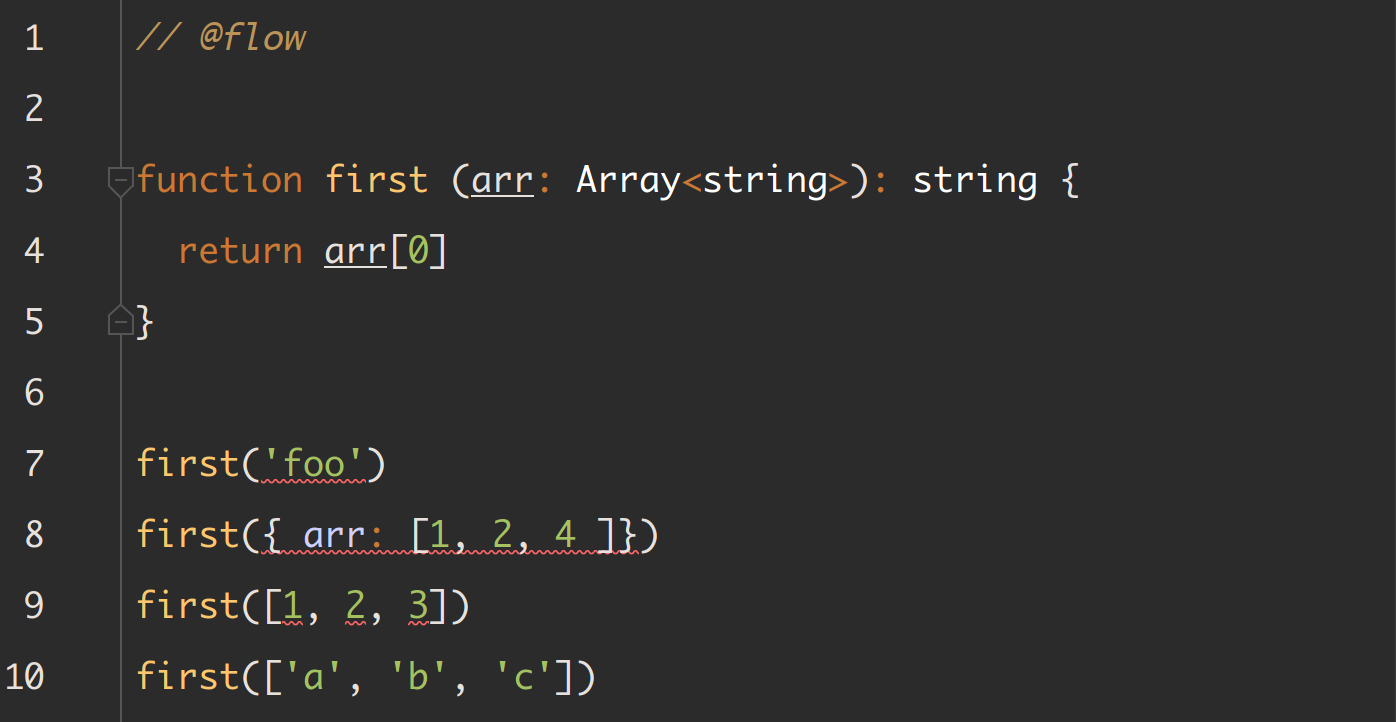 1 // @flow
2
3 function first (arr: Array<string>): string {
4 return arr[0]
5 }
6
7 first('foo')
8 first({ arr: [1, 2, 4 ]})
9 first([1, 2, 3])
10 first(['a', 'b', 'c'])